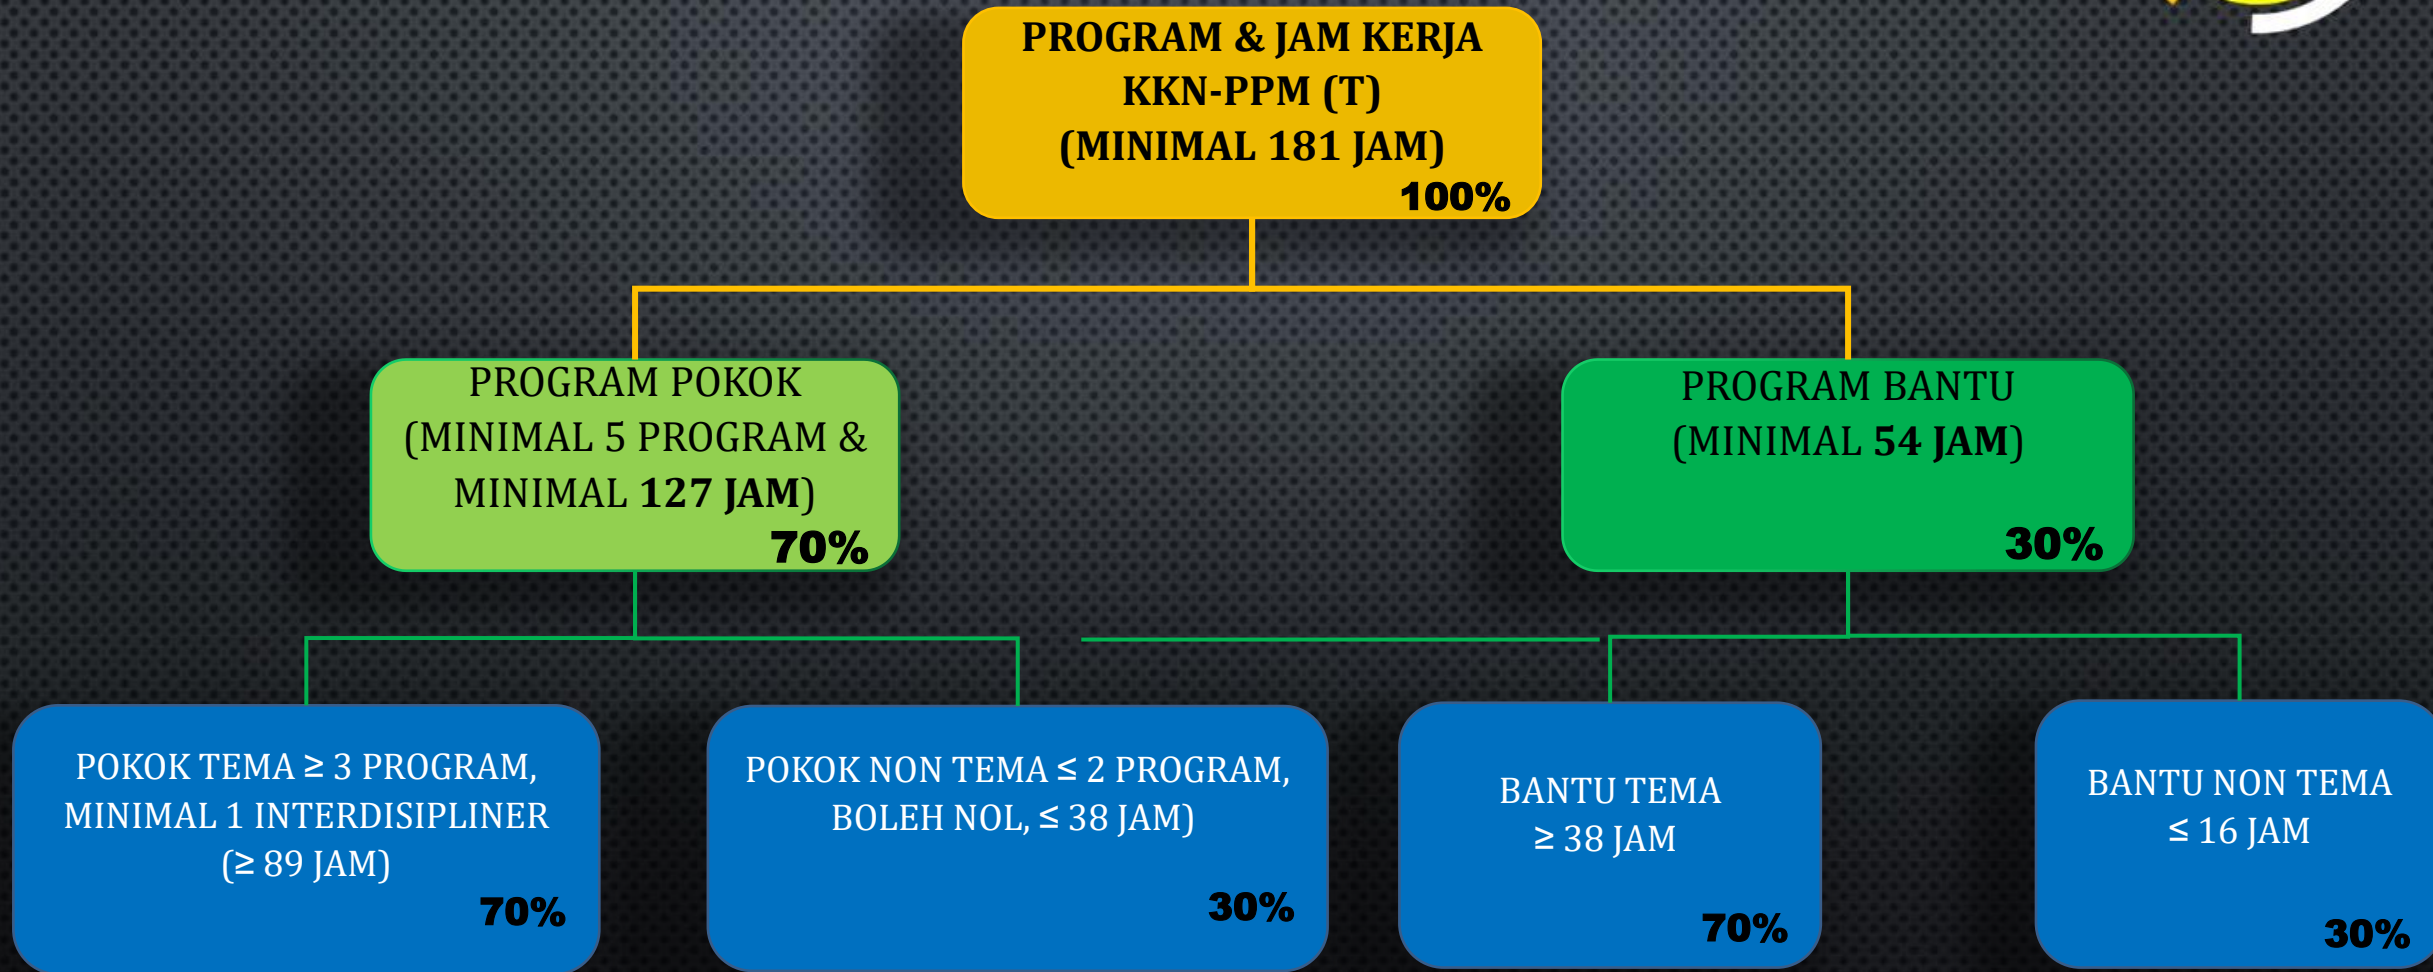 PROGRAM & JAM KERJA
KKN-PPM (T)
(MINIMAL 181 JAM)
100%
PROGRAM POKOK
(MINIMAL 5 PROGRAM &
MINIMAL 127 JAM)
70%
PROGRAM BANTU
(MINIMAL 54 JAM)
30%
POKOK TEMA ≥ 3 PROGRAM,
MINIMAL 1 INTERDISIPLINER
(≥ 89 JAM)
70%
POKOK NON TEMA ≤ 2 PROGRAM,
BOLEH NOL, ≤ 38 JAM)
30%
BANTU TEMA
≥ 38 JAM
70%
BANTU NON TEMA
≤ 16 JAM
30%